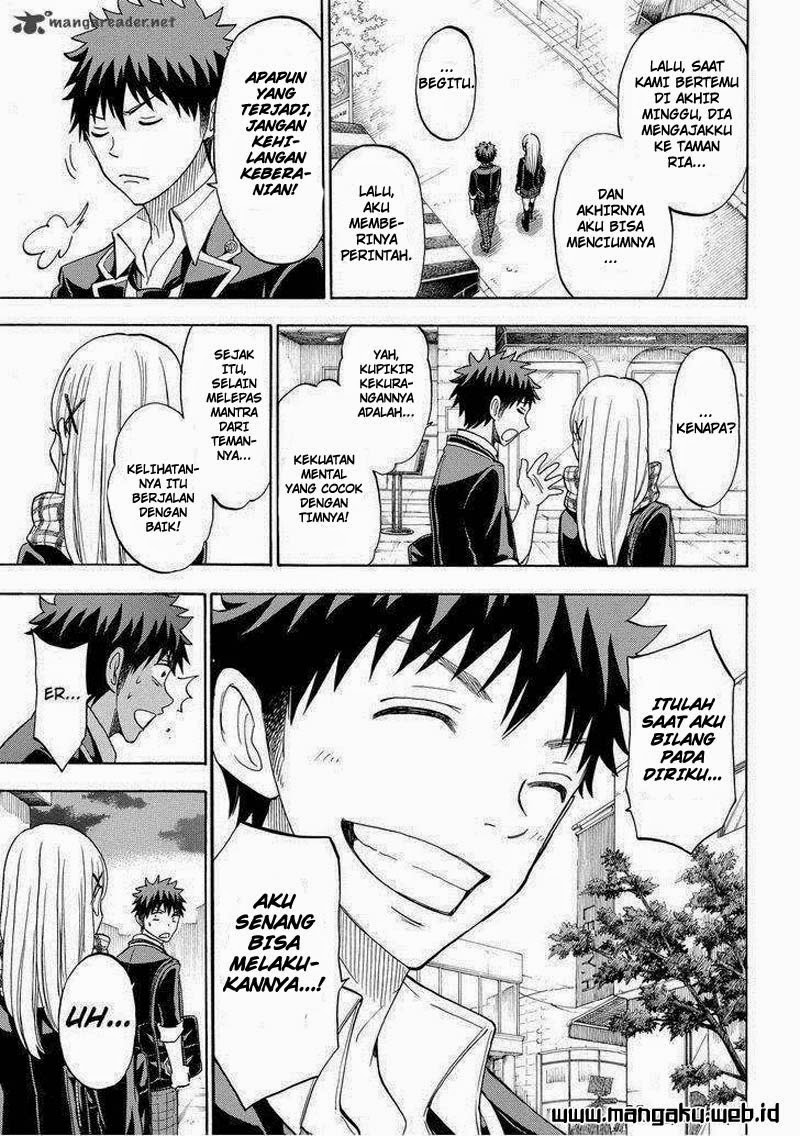 mangareader.net
LALU, SAAT
KAMI BERTEMU
DI AKHIR
MINGGU, DIA
MENGAJAKKU
KE TAMAN
RIA...
...
BEGITU.
DAN
AKHIRNYA
AKU BISA
MENCIUMNYA
...
LALU,
AKU
MEMBE-
RINYA
PERINTAH.
APAPUN
YANG
TERJADI,
JANGAN
KEHI-
LANGAN
KEBERA-
NIAN!
...
KENAPA?
YAH,
KUPIKIR
KEKURA-
NGANNYA
ADALAH...
KEKUATAN
MENTAL
YANG COCOK
DENGAN
TIMNYA!
SEJAK
ITU,
SELAIN
MELEPAS
MANTRA
DARI
TEMAN-
NYA...
KELIHATAN-
NYA ITU
BERJALAN
DENGAN
BAIK!
ITULAH
SAAT AKU
BILANG
PADA
DIRIKU...
AKU
SENANG
BISA
MELAKU-
KANNYA...!
ER...
UH...
www.mangaku.web.id